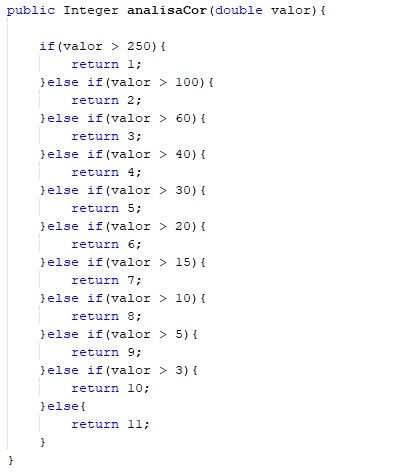 public Integer analisaCor(double valor){
if(valor > 250){
return 1;
}else if(valor > 100){
return 2;
}else if(valor > 60){
return 3;
}else if(valor > 40){
return 4;
}else if(valor > 30){
return 5;
}else if(valor > 20){
return 6;
}else if(valor > 15){
return 7;
}else if(valor > 10){
return 8;
}else if(valor > 5){
return 9;
}else if(valor > 3){
return 10;
}else{
return 11;
}
}